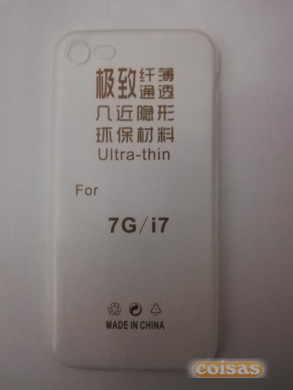 极致纤薄通透
几近隐形
环保材料
Ultra-thin
For
7G/i7
MADE IN CHINA
coisas